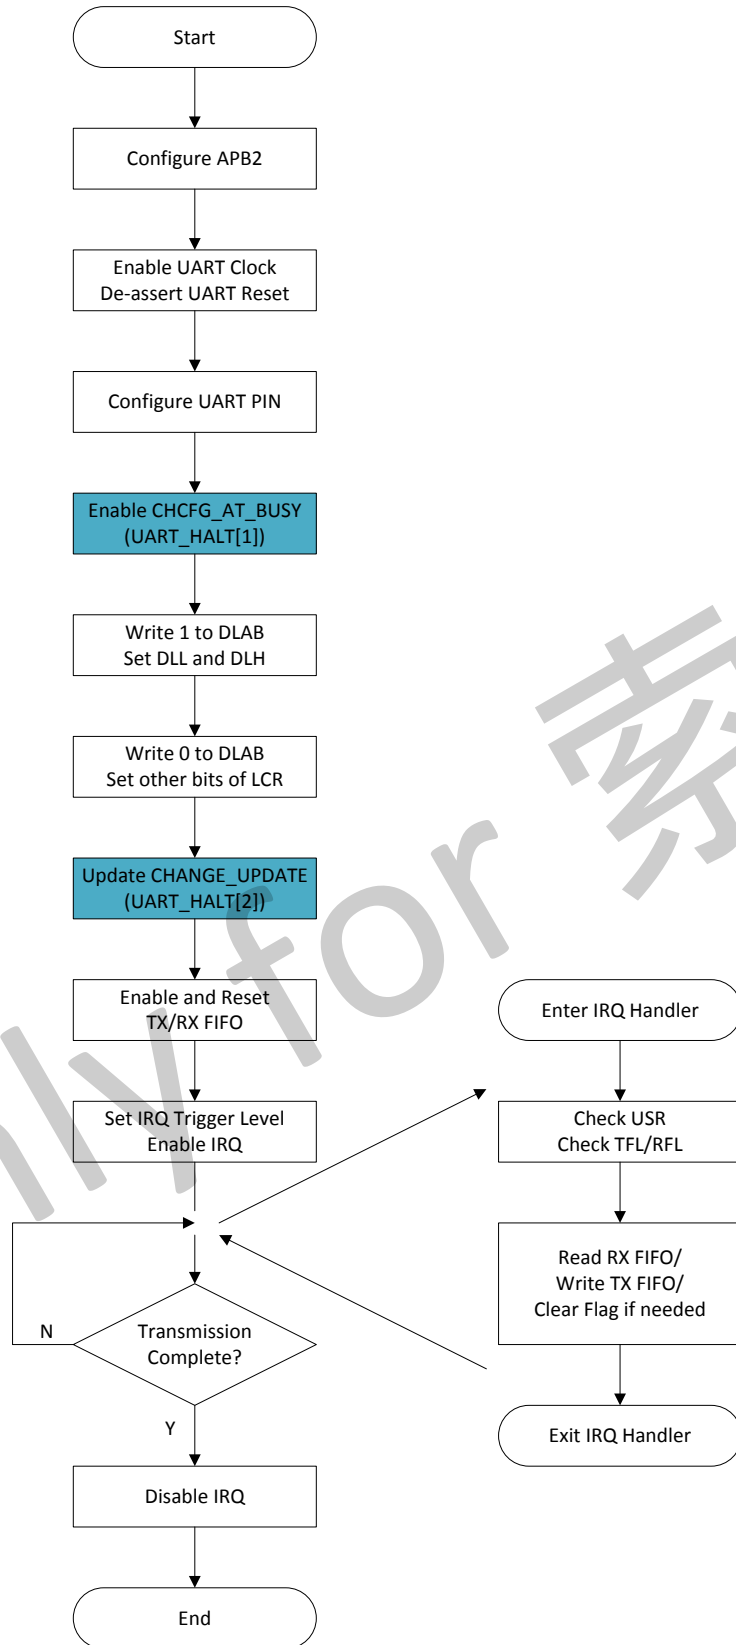 Start
Configure APB2
Enable UART Clock
De-assert UART Reset
Configure UART PIN
Enable CHCFG_AT_BUSY
(UART_HALT[1])
Write 1 to DLAB
Set DLL and DLH
Write 0 to DLAB
Set other bits of LCR
Update CHANGE_UPDATE
(UART_HALT[2])
Enable and Reset
TX/RX FIFO
Set IRQ Trigger Level
Enable IRQ
N
Transmission
Complete?
Y
Disable IRQ
End
Enter IRQ Handler
Check USR
Check TFL/RFL
Read RX FIFO/
Write TX FIFO/
Clear Flag if needed
Exit IRQ Handler
for 索